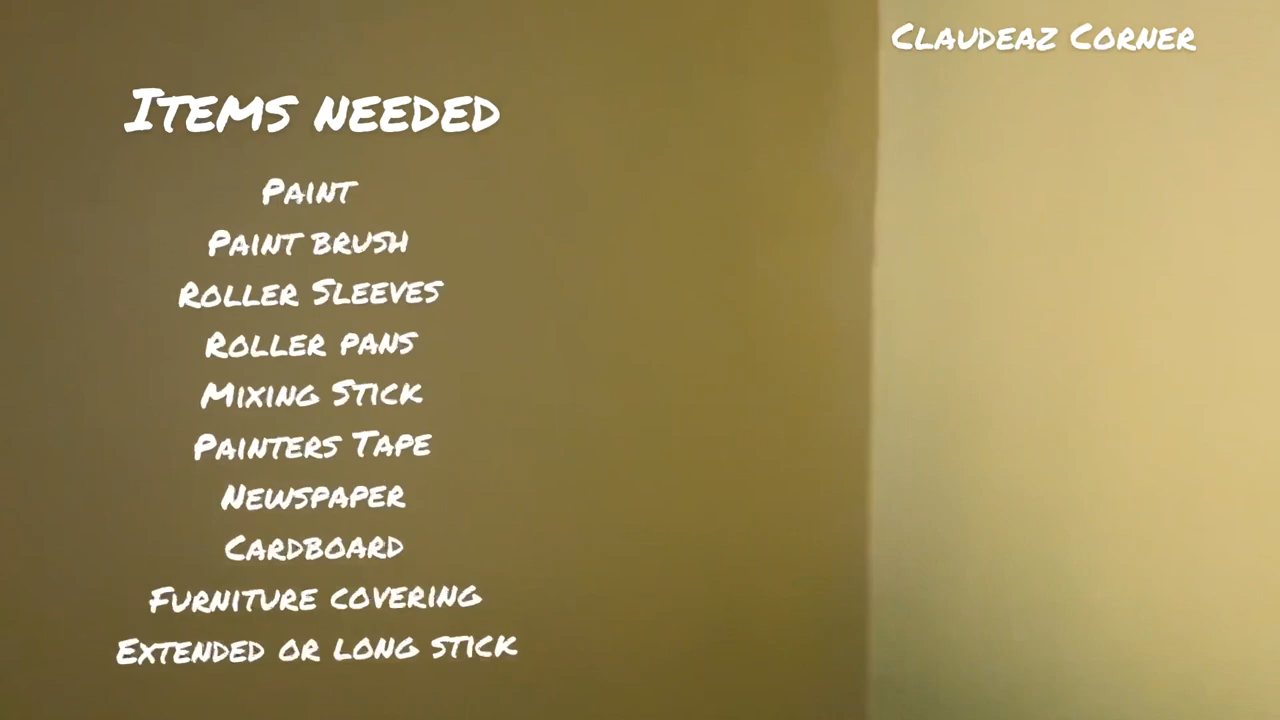 Claudeaz Corner
Items needed
Paint
Paint brush
Roller Sleeves
Roller pans
Mixing Stick
Painters Tape
Newspaper
Cardboard
Furniture covering
Extended or long stick